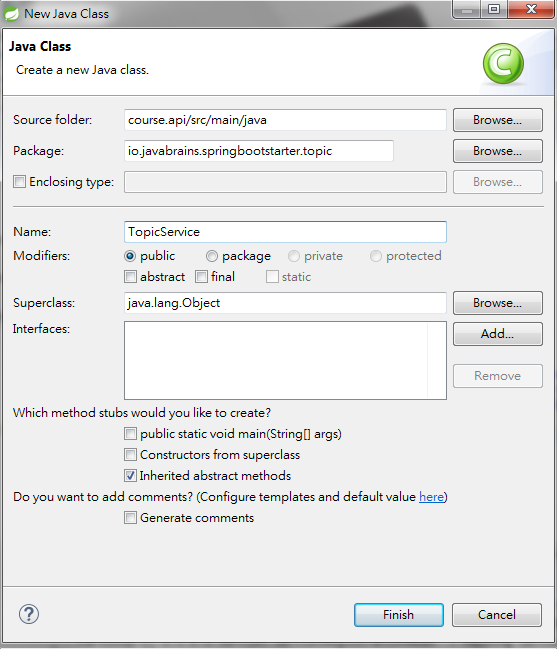 New Java Class
Java Class
Create a new Java class.
Source folder: course.api/src/main/java Browse...
Package: io.javabrains.springbootstarter.topic Browse...
Enclosing type: Browse...
Name: TopicService
Modifiers: public package private protected
abstract final static
Superclass: java.lang.Object Browse...
Interfaces: Add...
Remove
Which method stubs would you like to create?
public static void main(String[] args)
Constructors from superclass
Inherited abstract methods
Do you want to add comments? (Configure templates and default value here)
Generate comments
? Finish Cancel